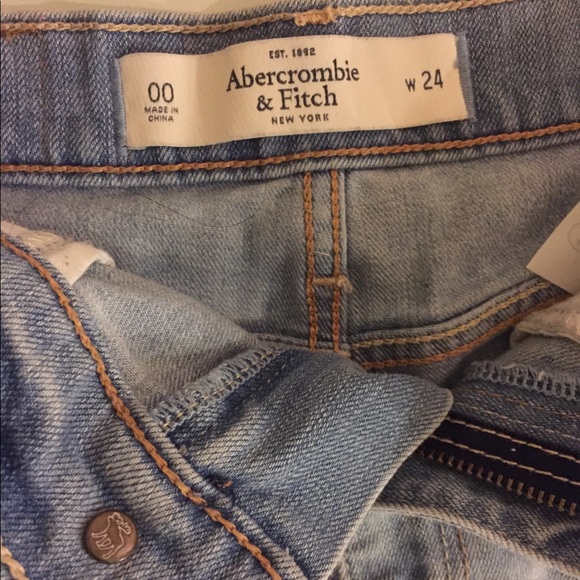 00
MADE IN
CHINA
EST. 1892
Abercrombie
& Fitch
NEW YORK
W 24